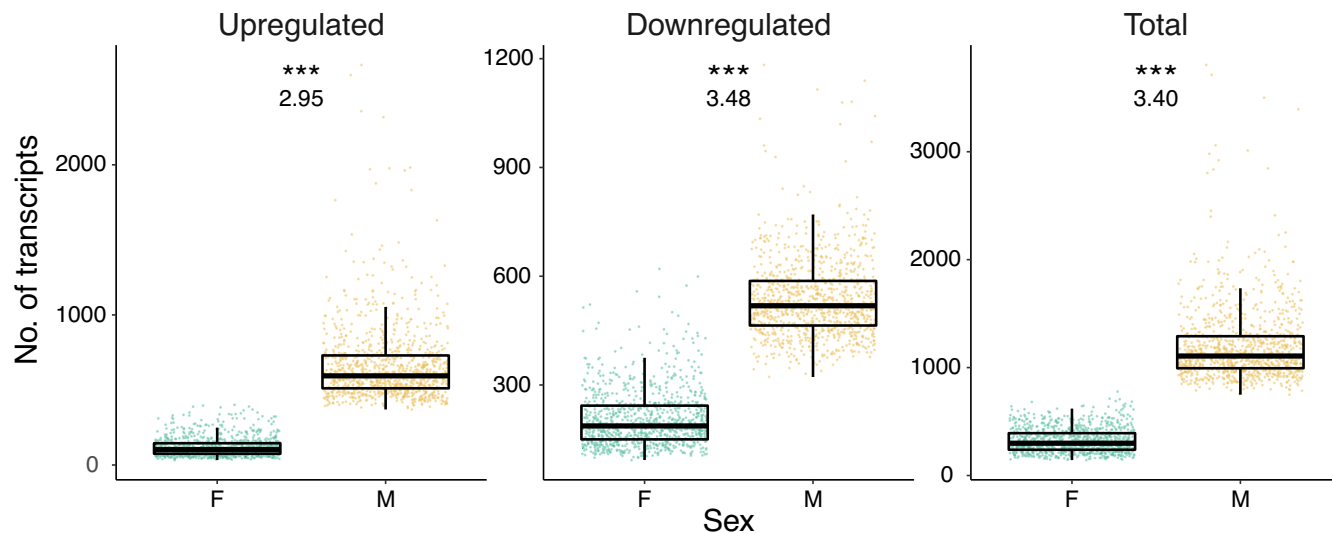 Upregulated
Downregulated
Total
No. of transcripts
***
2.95
2000
1000
0
F
M
***
3.48
1200
900
600
300
F
M
***
3.40
3000
2000
1000
0
F
M
Sex